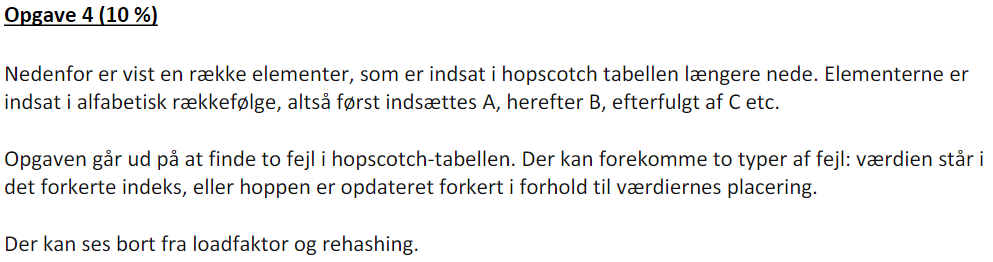 Opgave 4 (10 %)
Nedenfor er vist en række elementer, som er indsat i hopscotch tabellen længere nede. Elementerne er
indsat i alfabetisk rækkefølge, altså først indsættes A, herefter B, efterfulgt af C etc.
Opgaven går ud på at finde to fejl i hopscotch-tabellen. Der kan forekomme to typer af fejl: værdien står i
det forkerte indeks, eller hoppen er opdateret forkert i forhold til værdiernes placering.
Der kan ses bort fra loadfaktor og rehashing.